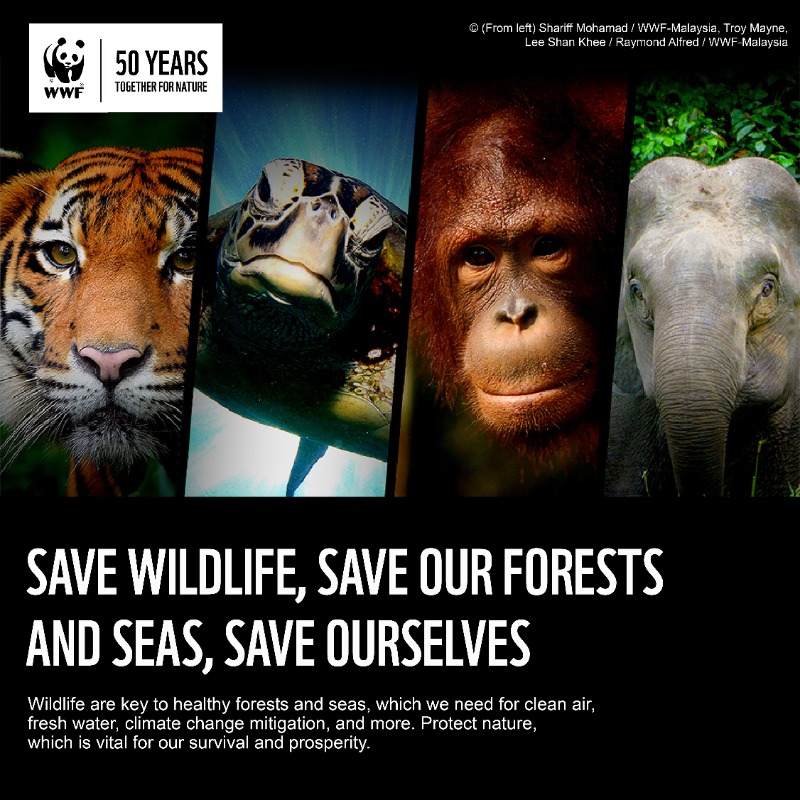 WWF
50 YEARS
TOGETHER FOR NATURE
© (From left) Shariff Mohamad / WWF-Malaysia, Troy Mayne,
Lee Shan Khee / Raymond Alfred / WWF-Malaysia
SAVE WILDLIFE, SAVE OUR FORESTS
AND SEAS, SAVE OURSELVES
Wildlife are key to healthy forests and seas, which we need for clean air,
fresh water, climate change mitigation, and more. Protect nature,
which is vital for our survival and prosperity.